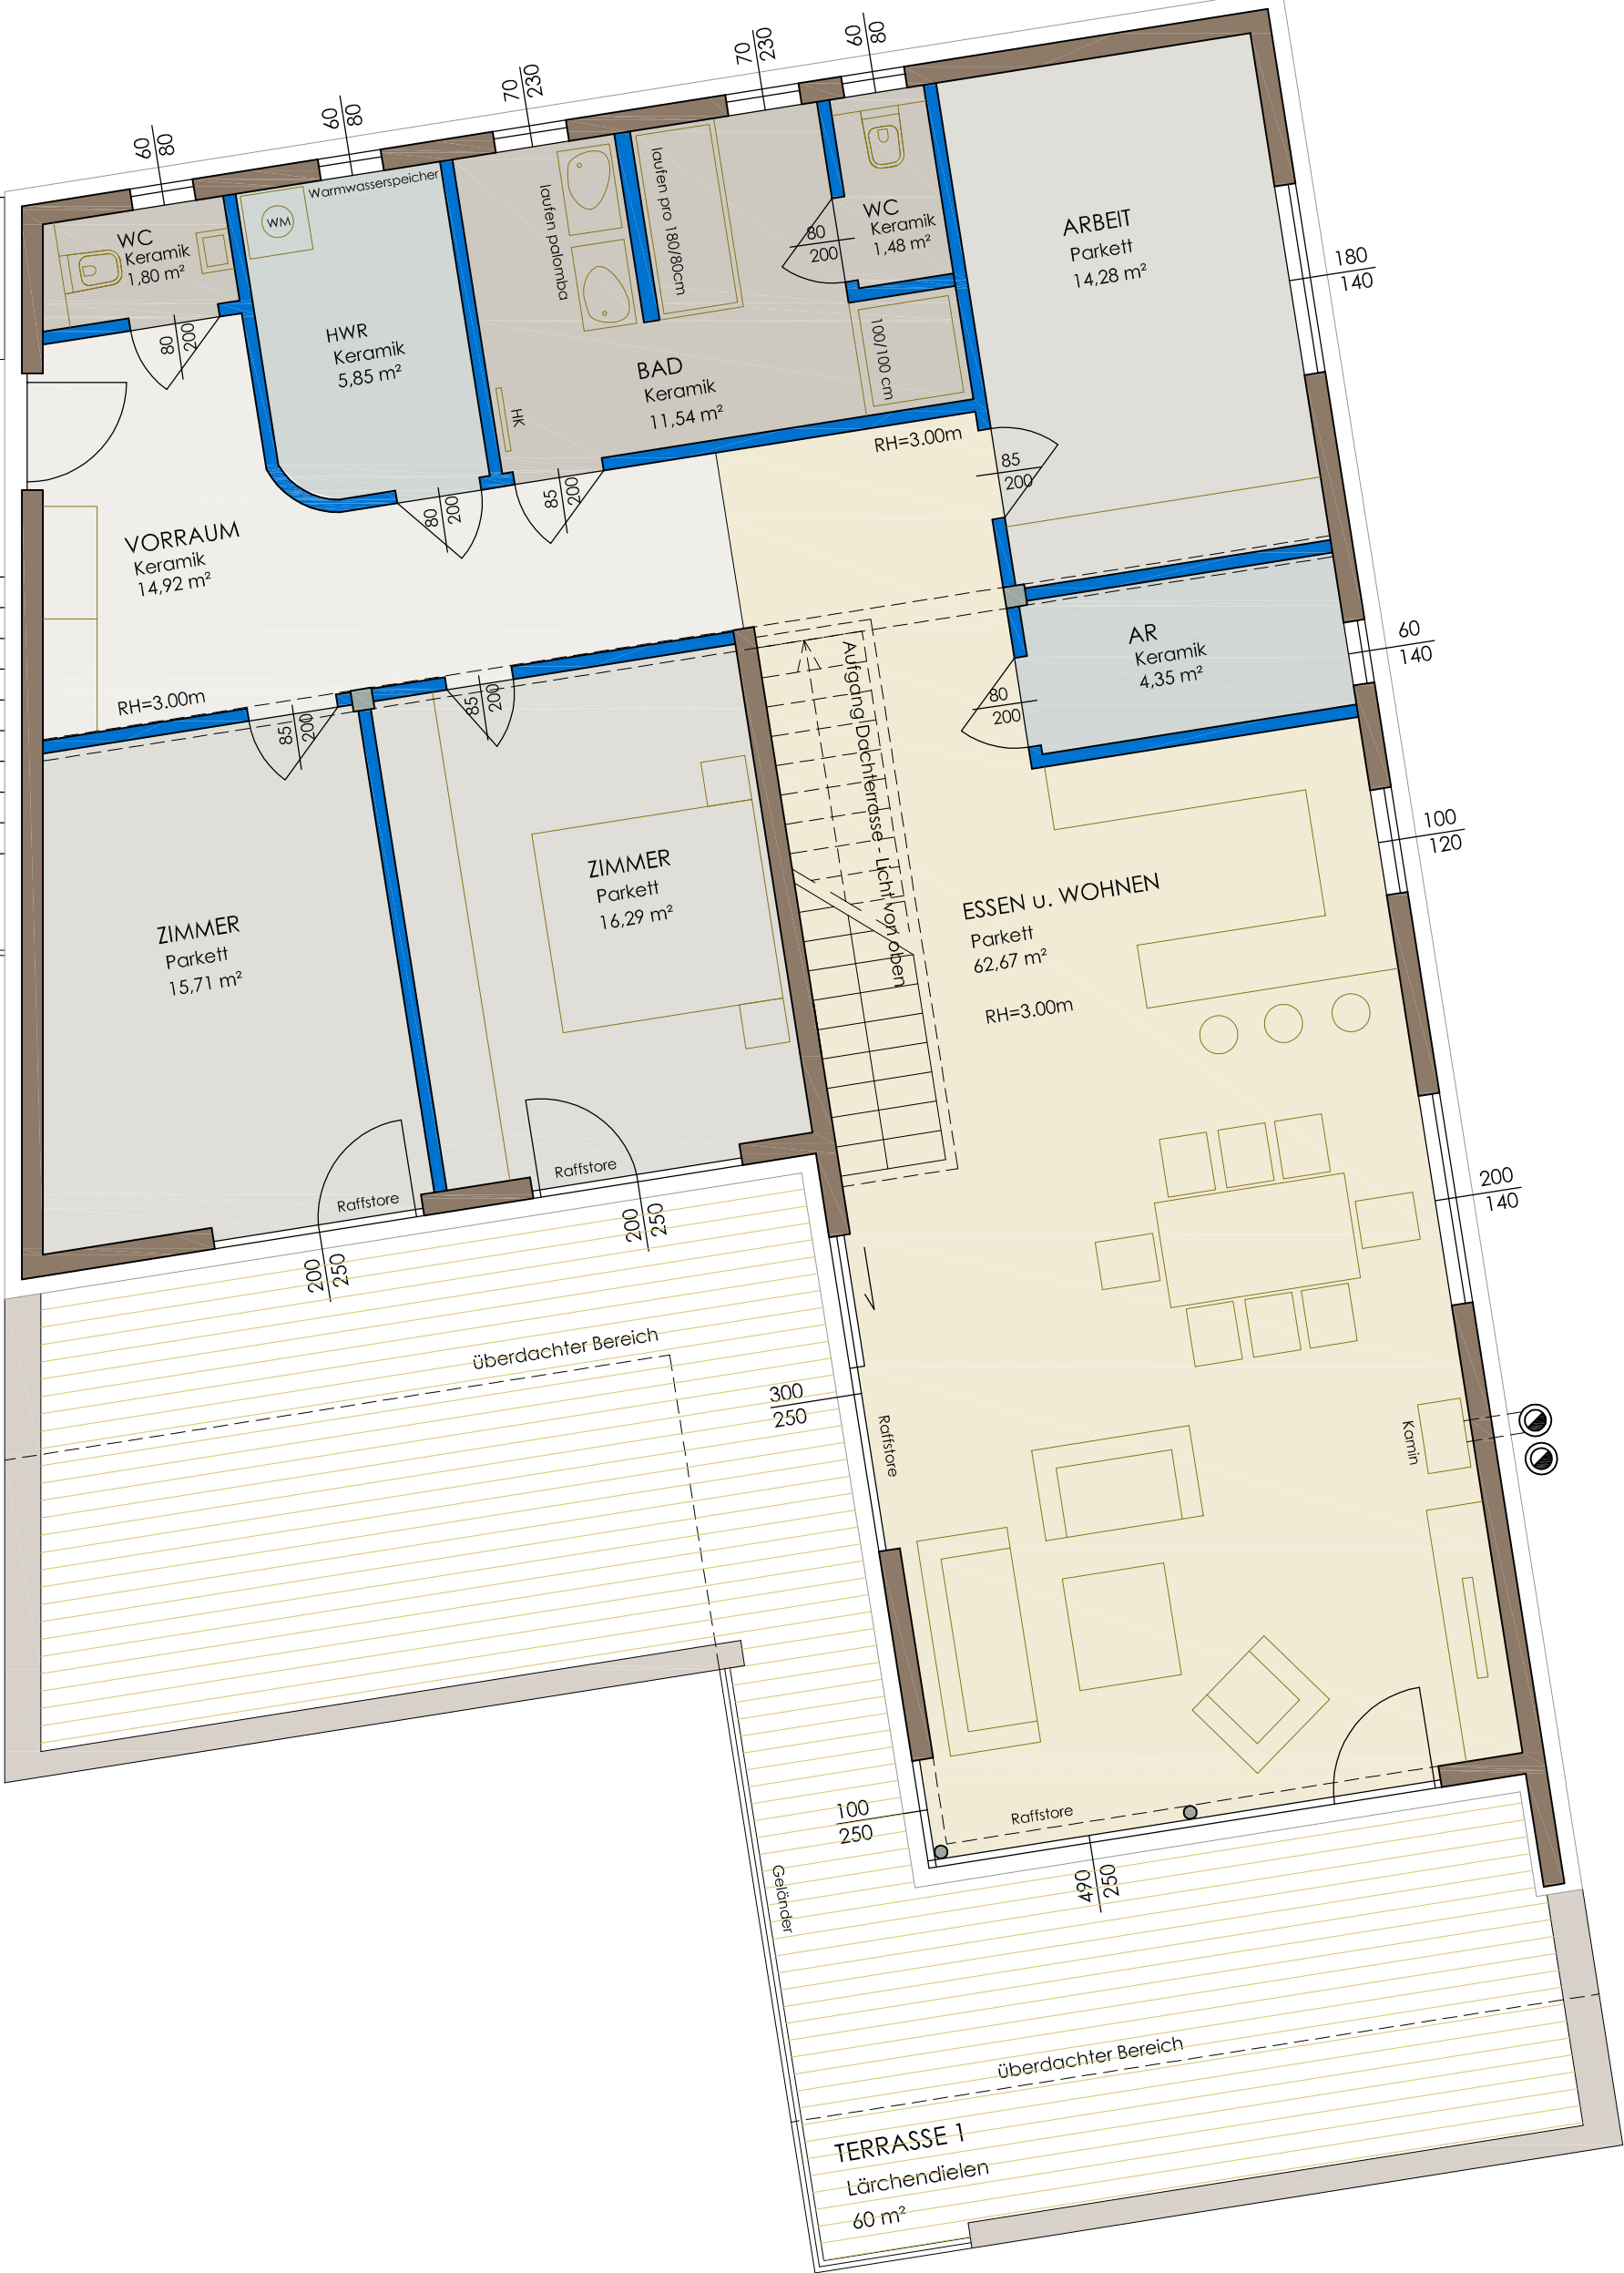 60
80
60
80
70
230
70
230
60
80
WC
Keramik
1,80 m²
80
200
WM
Warmwasserspeicher
HWR
Keramik
5,85 m²
80
200
laufen palomba
laufen pro 180/80cm
HK
BAD
Keramik
11,54 m²
85
200
WC
Keramik
1,48 m²
80
200
100/100 cm
RH=3.00m
ARBEIT
Parkett
14,28 m²
85
200
180
140
VORRAUM
Keramik
14,92 m²
RH=3.00m
85
200
85
200
AR
Keramik
4,35 m²
80
200
60
140
100
120
Aufgang Dachterrasse - Licht von oben
ZIMMER
Parkett
15,71 m²
ZIMMER
Parkett
16,29 m²
ESSEN u. WOHNEN
Parkett
62,67 m²
RH=3.00m
200
140
Raffstore
200
250
Raffstore
200
250
überdachter Bereich
300
250
Raffstore
Kamin
100
250
Raffstore
490
250
Geländer
überdachter Bereich
TERRASSE 1
Lärchendielen
60 m²